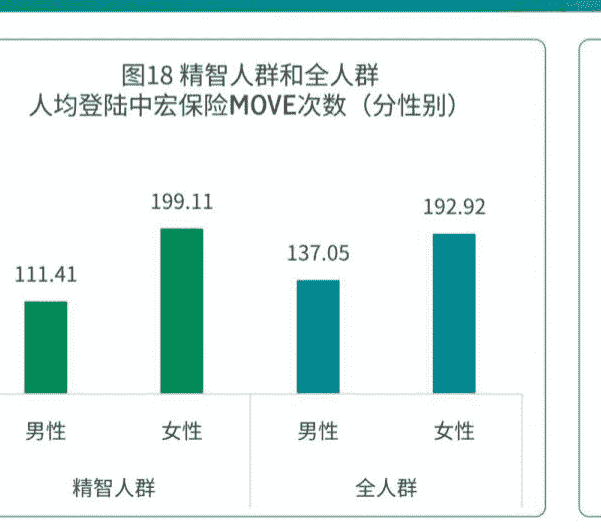 图18 精智人群和全人群
人均登陆中宏保险MOVE次数（分性别）
199.11
192.92
137.05
111.41
男性 女性 男性 女性
精智人群 全人群